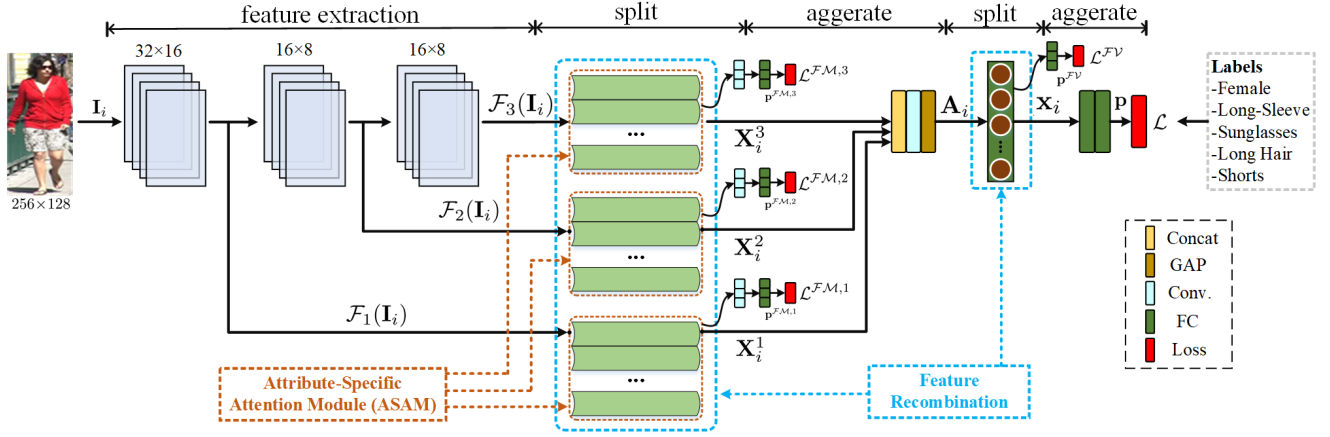 feature extraction
split
aggerate
split
aggerate
32×16
16×8
16×8
256×128
I_i
F_3(I_i)
F_2(I_i)
F_1(I_i)
...
...
...
p^{FM,3}
L^{FM,3}
X_i^3
p^{FM,2}
L^{FM,2}
X_i^2
p^{FM,1}
L^{FM,1}
X_i^1
A_i
x_i
p^{FV}
L^{FV}
p
L
Labels
-Female
-Long-Sleeve
-Sunglasses
-Long Hair
-Shorts
Concat
GAP
Conv.
FC
Loss
Attribute-Specific
Attention Module (ASAM)
Feature
Recombination